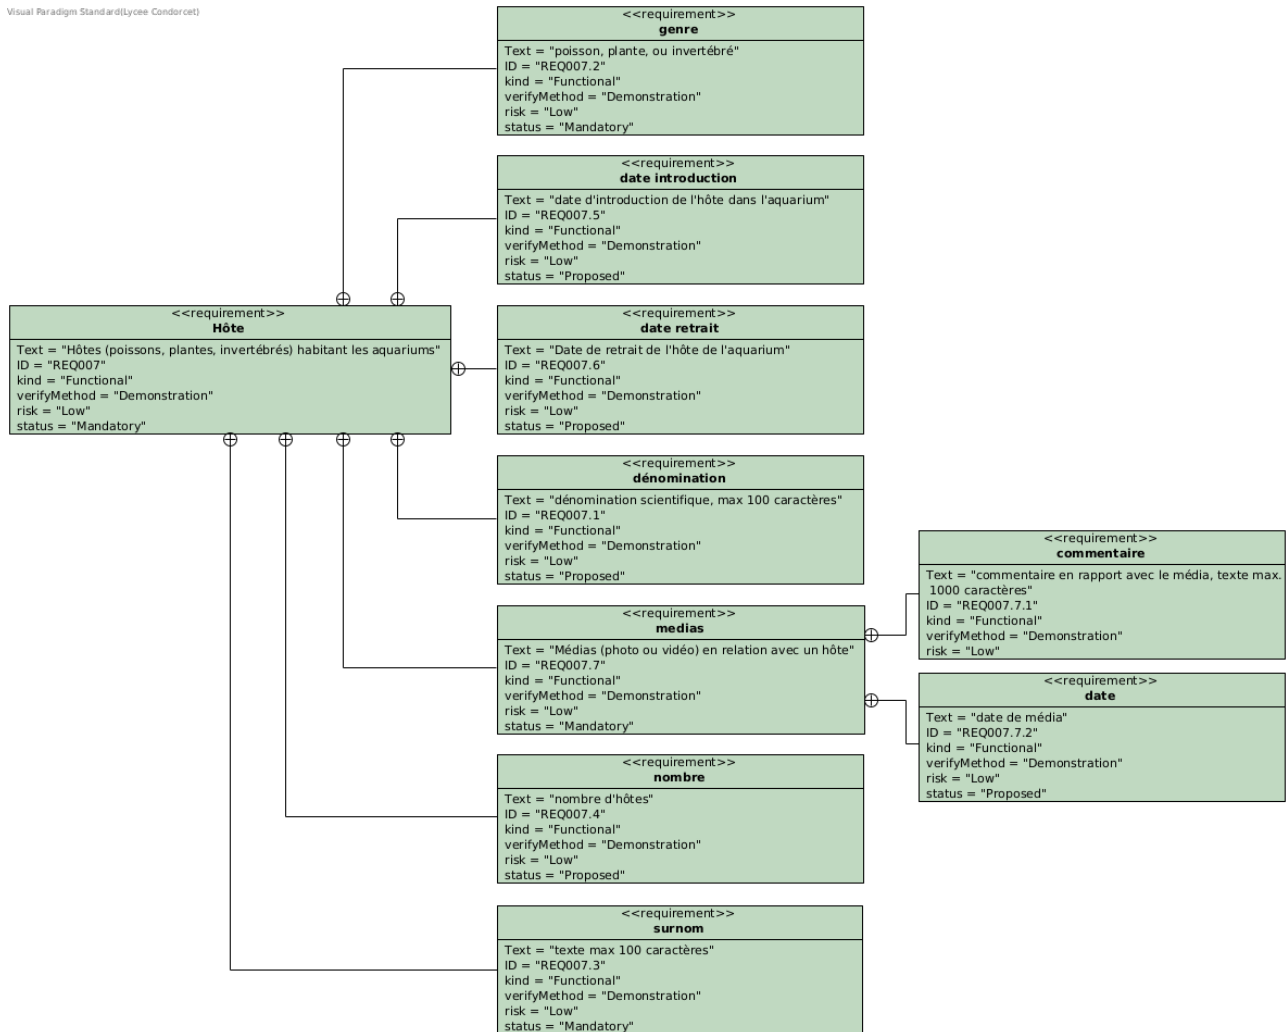 Visual Paradigm Standard(Lycee Condorcet)
<<requirement>>
genre
Text = "poisson, plante, ou invertébré"
ID = "REQ007.2"
kind = "Functional"
verifyMethod = "Demonstration"
risk = "Low"
status = "Mandatory"
<<requirement>>
date introduction
Text = "date d'introduction de l'hôte dans l'aquarium"
ID = "REQ007.5"
kind = "Functional"
verifyMethod = "Demonstration"
risk = "Low"
status = "Proposed"
<<requirement>>
Hôte
Text = "Hôtes (poissons, plantes, invertébrés) habitant les aquariums"
ID = "REQ007"
kind = "Functional"
verifyMethod = "Demonstration"
risk = "Low"
status = "Mandatory"
<<requirement>>
date retrait
Text = "Date de retrait de l'hôte de l'aquarium"
ID = "REQ007.6"
kind = "Functional"
verifyMethod = "Demonstration"
risk = "Low"
status = "Proposed"
<<requirement>>
dénomination
Text = "dénomination scientifique, max 100 caractères"
ID = "REQ007.1"
kind = "Functional"
verifyMethod = "Demonstration"
risk = "Low"
status = "Proposed"
<<requirement>>
medias
Text = "Médias (photo ou vidéo) en relation avec un hôte"
ID = "REQ007.7"
kind = "Functional"
verifyMethod = "Demonstration"
risk = "Low"
status = "Mandatory"
<<requirement>>
commentaire
Text = "commentaire en rapport avec le média, texte max.
1000 caractères"
ID = "REQ007.7.1"
kind = "Functional"
verifyMethod = "Demonstration"
risk = "Low"
<<requirement>>
date
Text = "date de média"
ID = "REQ007.7.2"
kind = "Functional"
verifyMethod = "Demonstration"
risk = "Low"
status = "Proposed"
<<requirement>>
nombre
Text = "nombre d'hôtes"
ID = "REQ007.4"
kind = "Functional"
verifyMethod = "Demonstration"
risk = "Low"
status = "Proposed"
<<requirement>>
surnom
Text = "texte max 100 caractères"
ID = "REQ007.3"
kind = "Functional"
verifyMethod = "Demonstration"
risk = "Low"
status = "Mandatory"